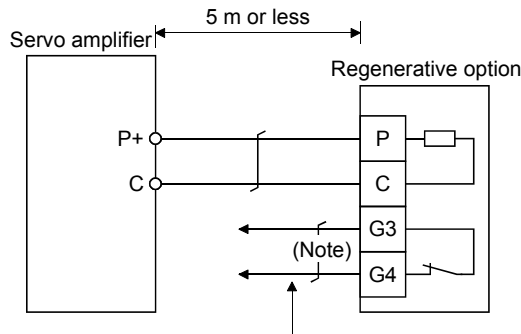 5 m or less
Servo amplifier
Regenerative option
P+
P
C
C
G3
(Note)
G4